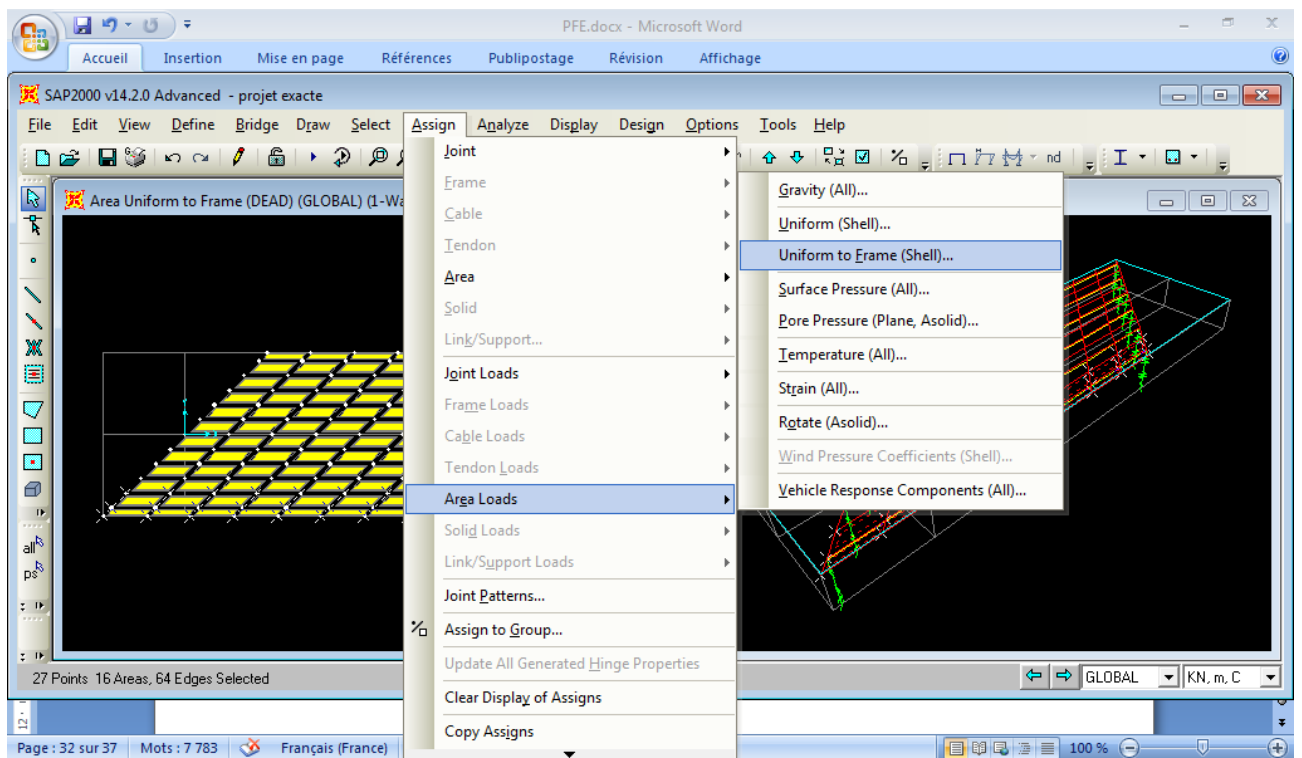 PFE.docx - Microsoft Word
Accueil Insertion Mise en page Références Publipostage Révision Affichage
SAP2000 v14.2.0 Advanced - projet exacte
File Edit View Define Bridge Draw Select Assign Analyze Display Design Options Tools Help
nd
Area Uniform to Frame (DEAD) (GLOBAL) (1-Wa
Joint
Frame
Cable
Tendon
Area
Solid
Link/Support...
Joint Loads
Frame Loads
Cable Loads
Tendon Loads
Area Loads
Solid Loads
Link/Support Loads
Joint Patterns...
Assign to Group...
Update All Generated Hinge Properties
Clear Display of Assigns
Copy Assigns
Gravity (All)...
Uniform (Shell)...
Uniform to Frame (Shell)...
Surface Pressure (All)...
Pore Pressure (Plane, Asolid)...
Temperature (All)...
Strain (All)...
Rotate (Asolid)...
Wind Pressure Coefficients (Shell)...
Vehicle Response Components (All)...
all
ps
27 Points 16 Areas, 64 Edges Selected
GLOBAL
KN, m, C
12
Page : 32 sur 37 Mots : 7 783 Français (France)
100 %